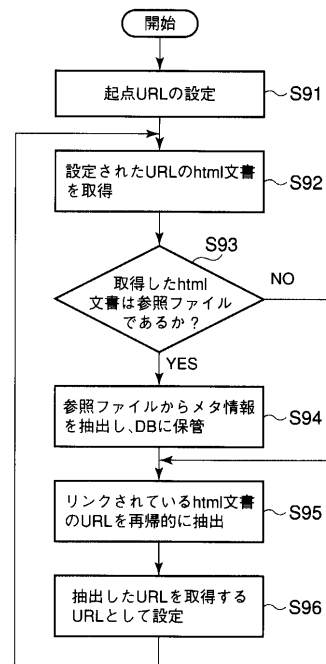 開始
起点URLの設定
S91
設定されたURLのhtml文書
を取得
S92
S93
取得したhtml
文書は参照ファイル
であるか？
NO
YES
参照ファイルからメタ情報
を抽出し、DBに保管
S94
リンクされているhtml文書
のURLを再帰的に抽出
S95
抽出したURLを取得する
URLとして設定
S96